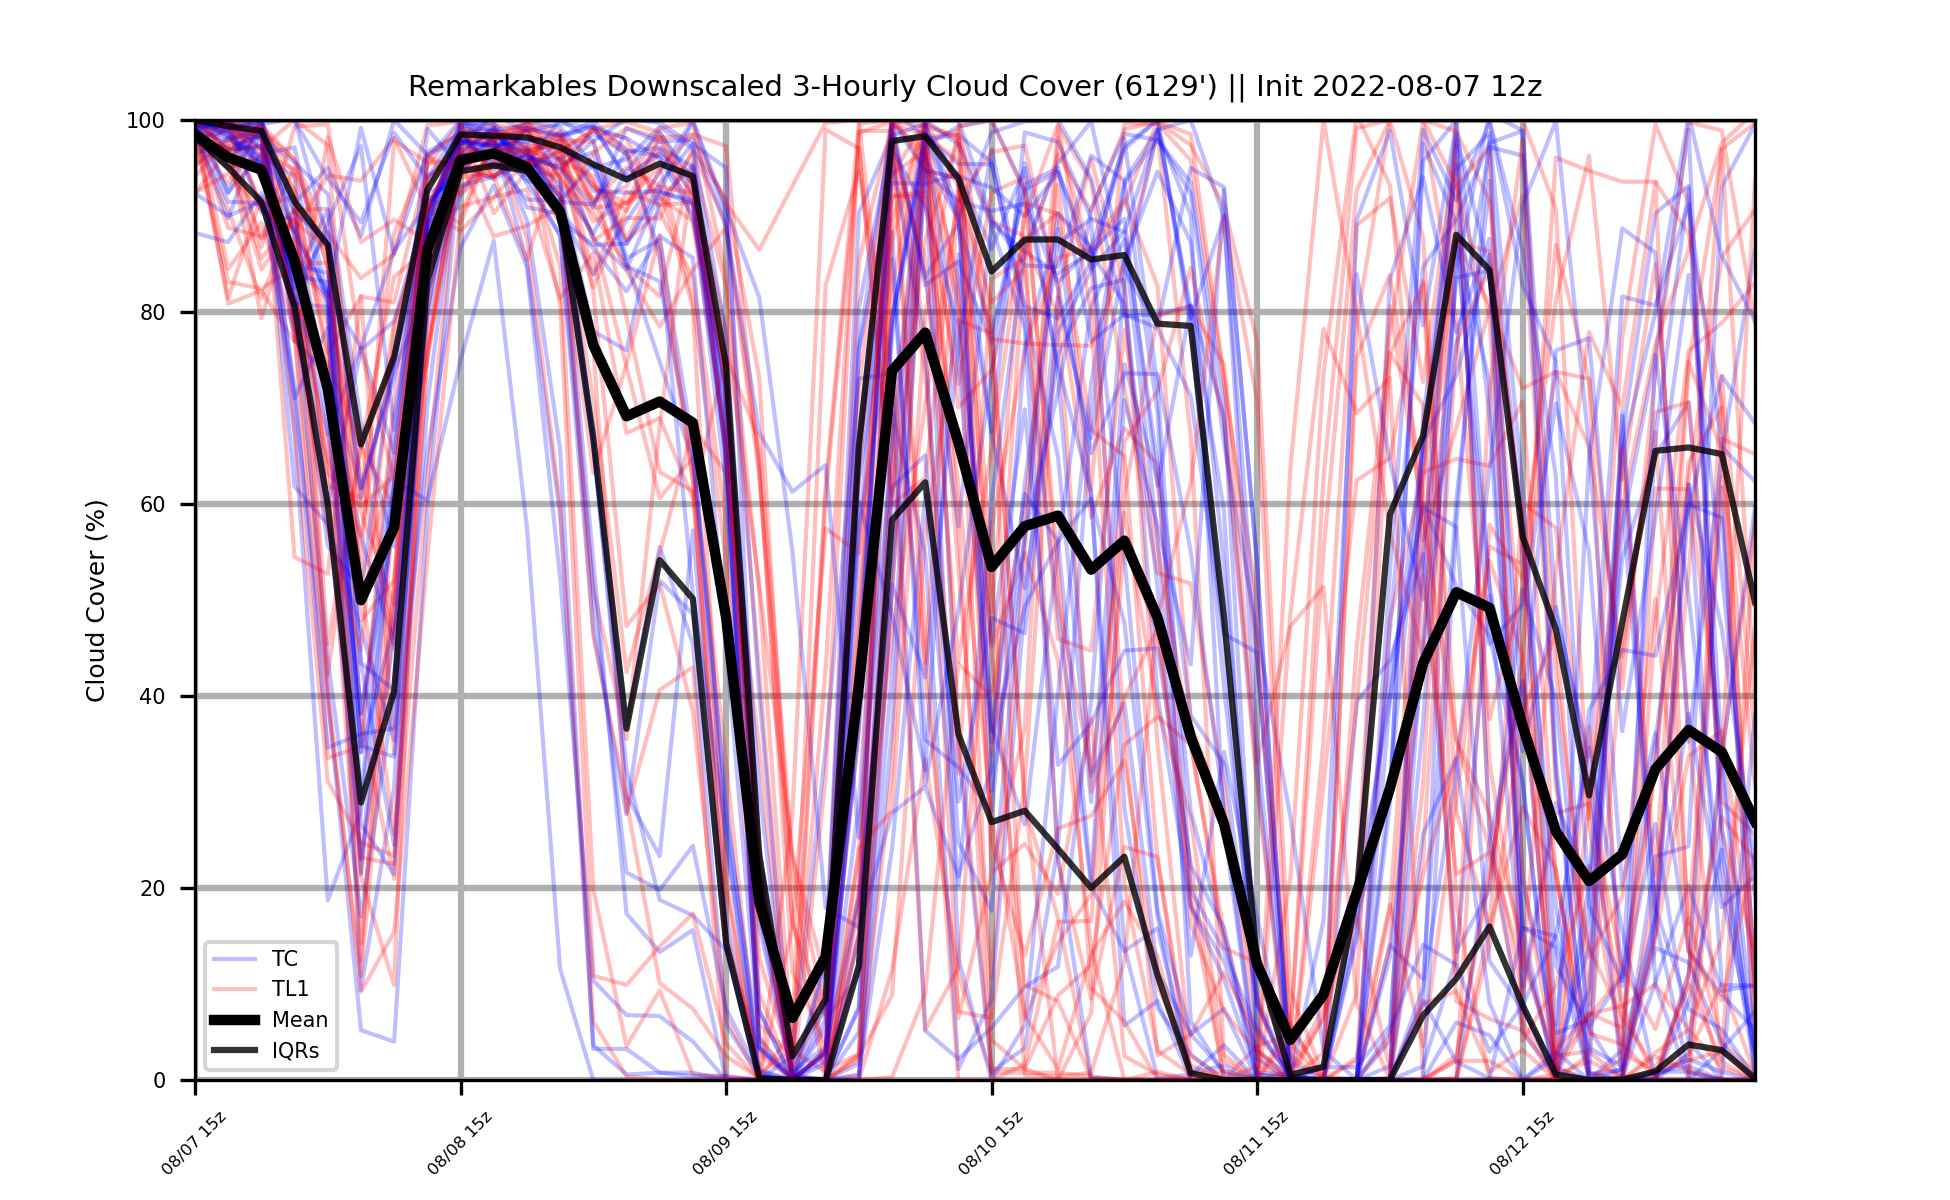 Remarkables Downscaled 3-Hourly Cloud Cover (6129') || Init 2022-08-07 12z
Cloud Cover (%)
100
80
60
40
20
0
TC
TL1
Mean
IQRs
08/07 15z
08/08 15z
08/09 15z
08/10 15z
08/11 15z
08/12 15z